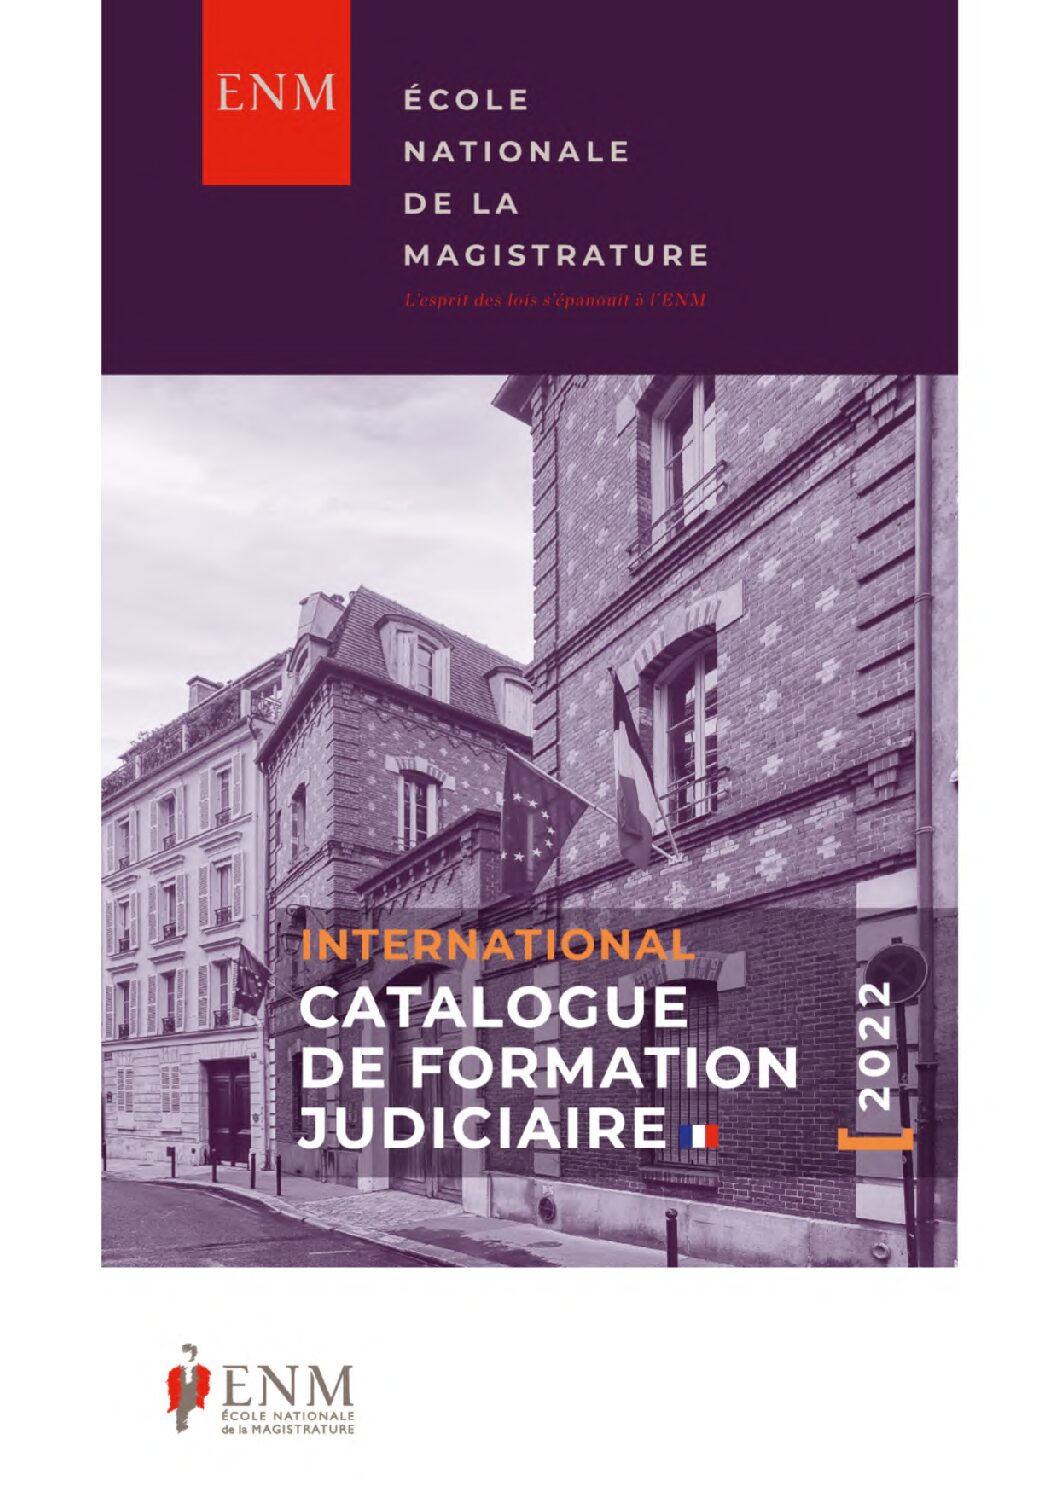 ENM
ÉCOLE
NATIONALE
DE LA
MAGISTRATURE
L'esprit des lois s'épanouit à l'ENM
INTERNATIONAL
CATALOGUE
DE FORMATION
JUDICIAIRE
2022
ENM
ÉCOLE NATIONALE
de la MAGISTRATURE